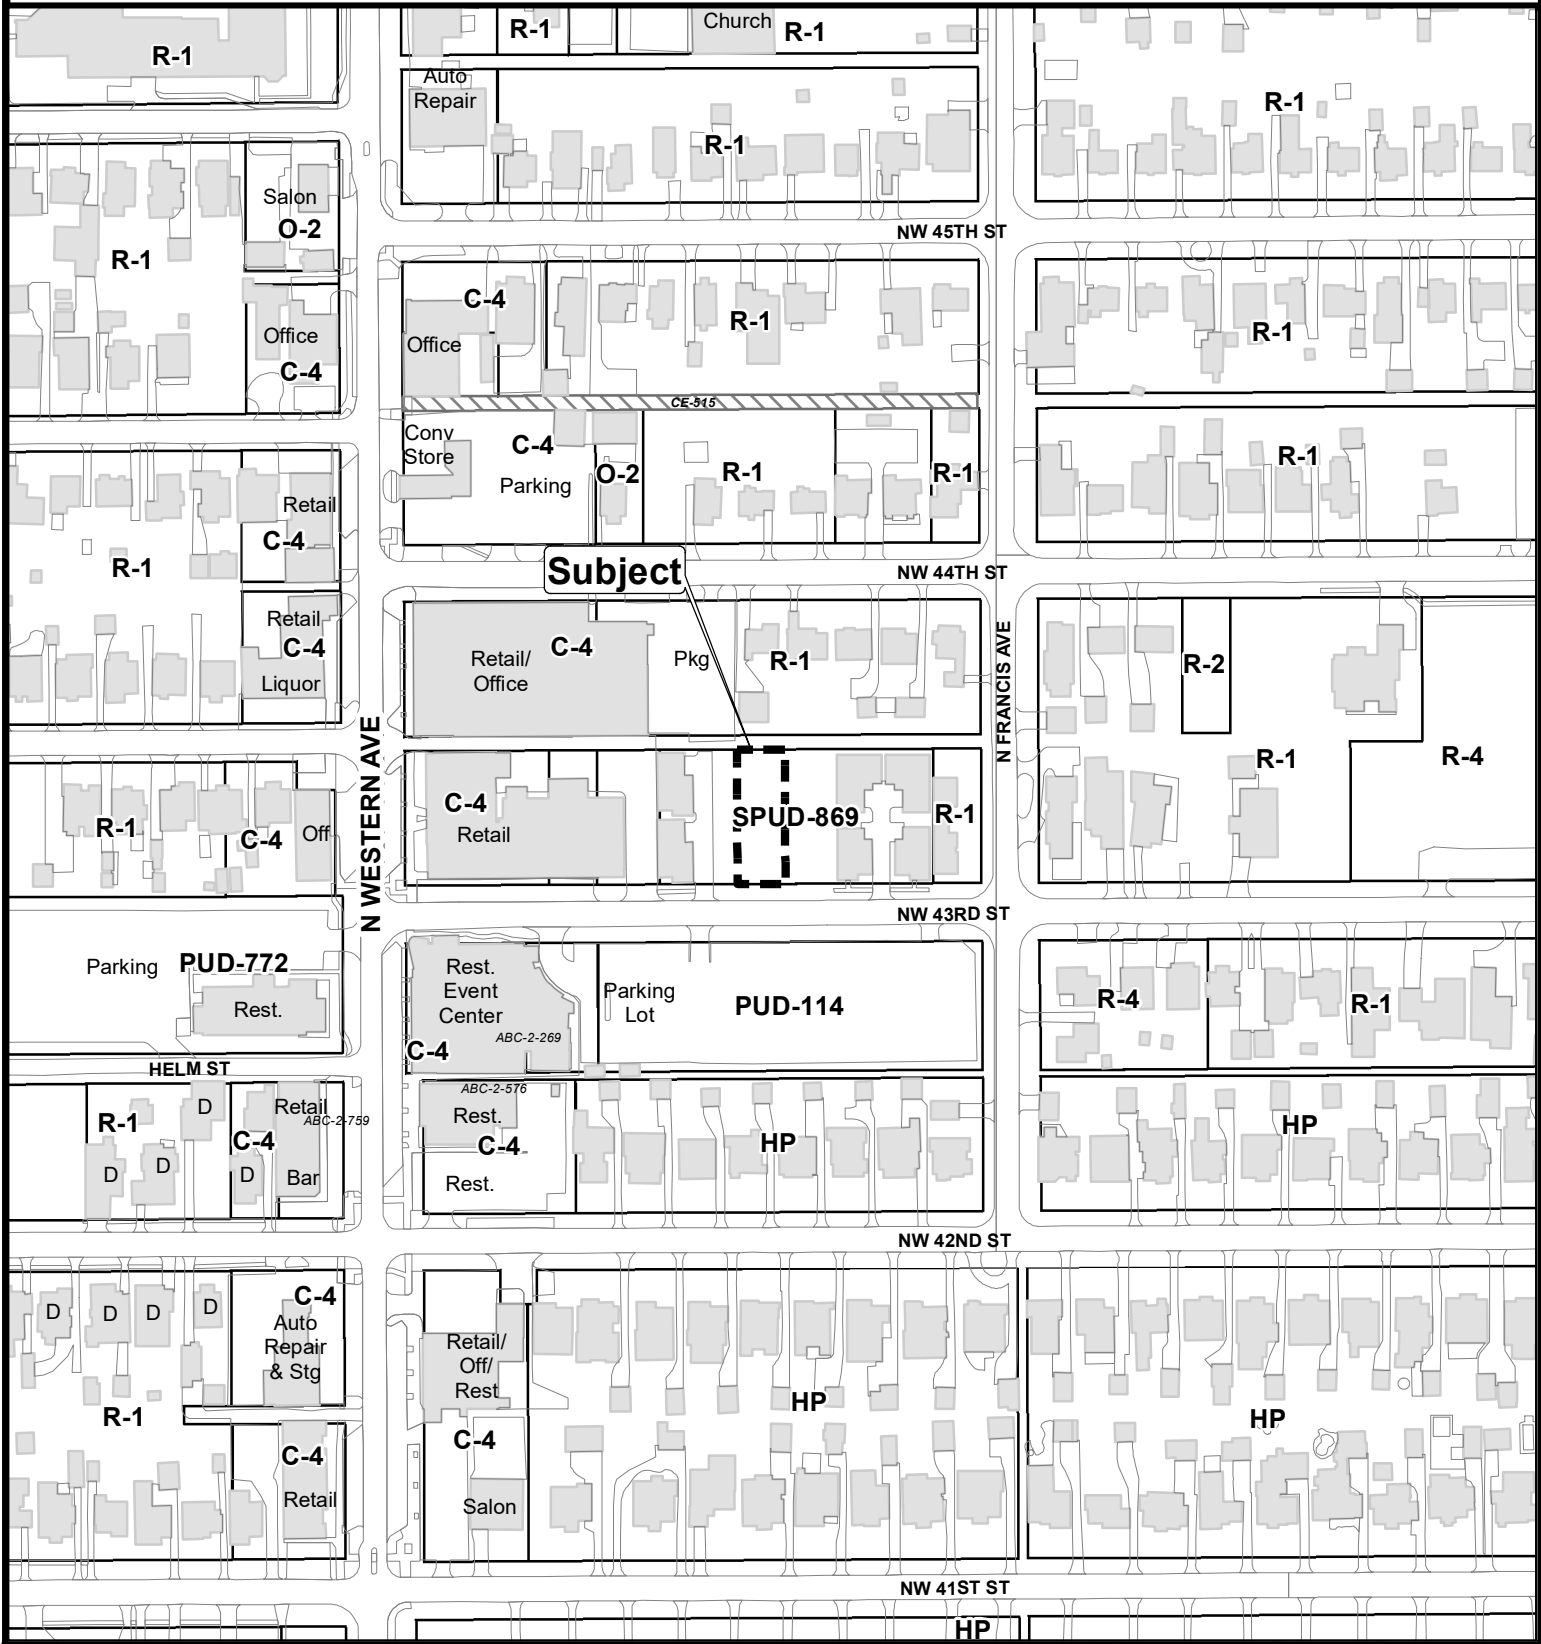 R-1
R-1
Church
R-1
Auto
Repair
R-1
R-1
Salon
O-2
R-1
NW 45TH ST
C-4
Office
R-1
R-1
Office
C-4
CE-515
Conv
Store
C-4
Parking
O-2
R-1
R-1
R-1
Retail
C-4
R-1
Subject
NW 44TH ST
Retail
C-4
Liquor
Retail/
Office
C-4
Pkg
R-1
N FRANCIS AVE
R-2
R-1
R-4
N WESTERN AVE
R-1
C-4
Off
C-4
Retail
SPUD-869
R-1
NW 43RD ST
Parking
PUD-772
Rest.
Rest.
Event
Center
ABC-2-269
C-4
Parking
Lot
PUD-114
R-4
R-1
HELM ST
R-1
D
D
D
C-4
D
Retail
ABC-2-759
Bar
ABC-2-576
Rest.
C-4
Rest.
HP
HP
NW 42ND ST
D
D
D
D
C-4
Auto
Repair
& Stg
R-1
C-4
Retail
Retail/
Off/
Rest
C-4
Salon
HP
HP
NW 41ST ST
HP